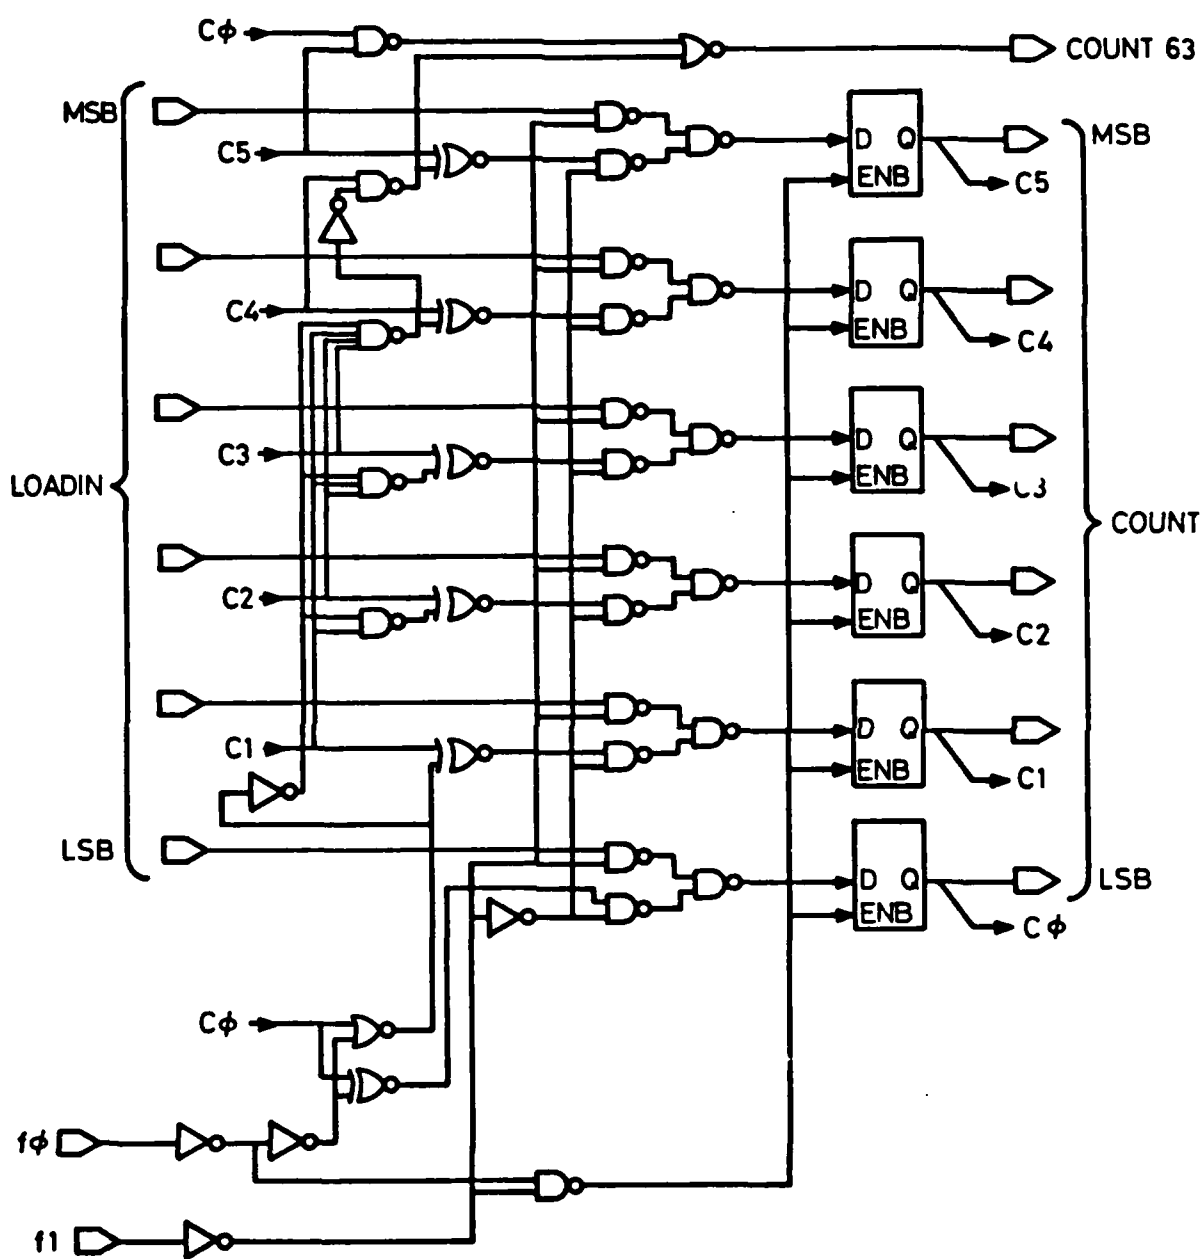 Cϕ
COUNT 63
MSB
C5
D Q
ENB
MSB
C5
C4
D Q
ENB
C4
LOADIN
C3
D Q
ENB
C3
COUNT
C2
D Q
ENB
C2
C1
D Q
ENB
C1
LSB
D Q
ENB
LSB
Cϕ
Cϕ
fϕ
f1